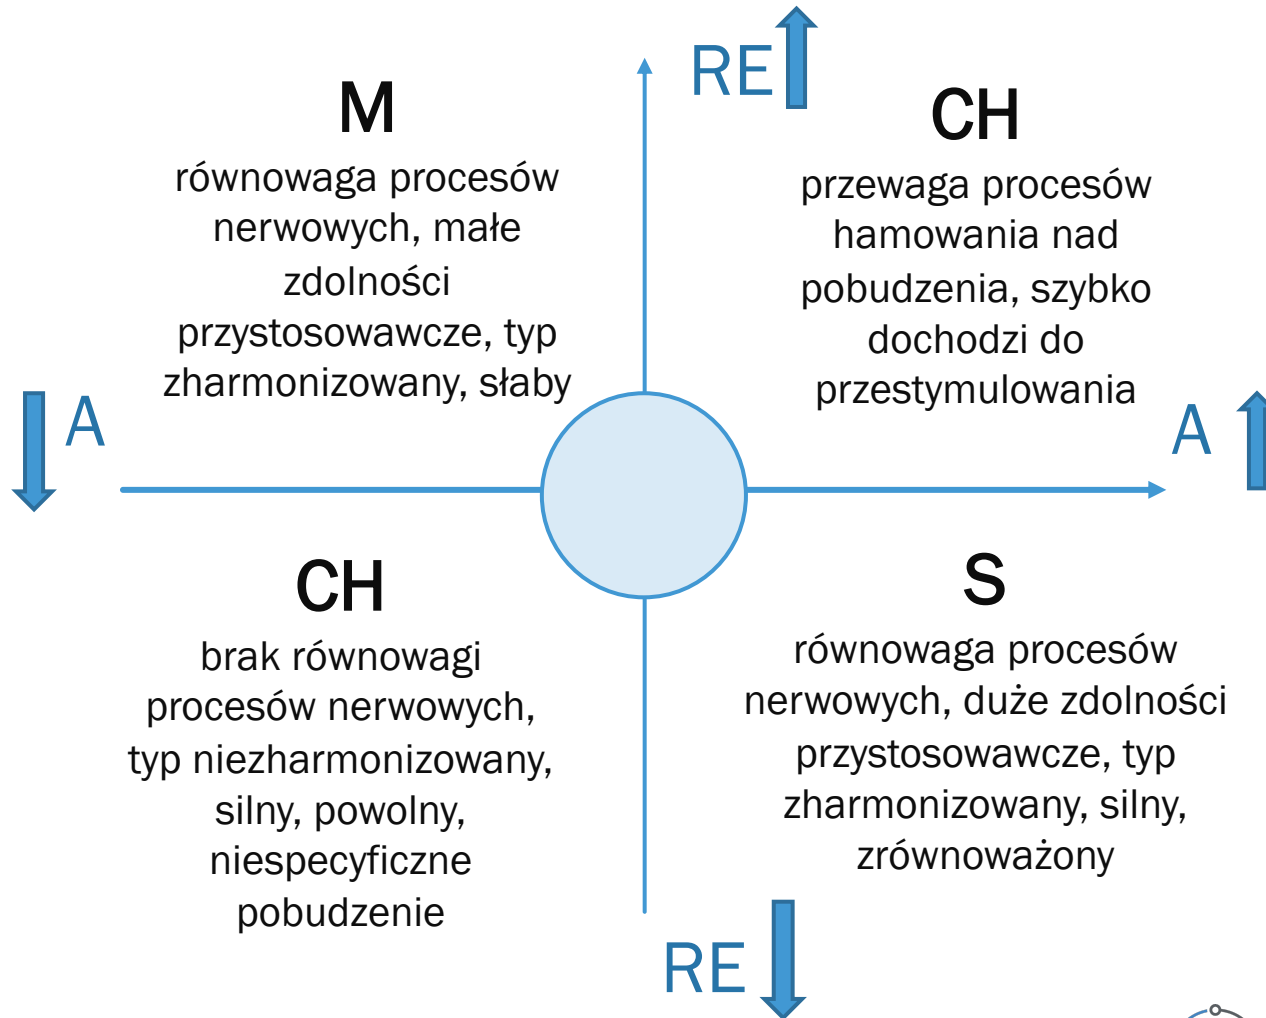 RE
M
równowaga procesów
nerwowych, małe
zdolności
przystosowawcze, typ
zharmonizowany, słaby
CH
przewaga procesów
hamowania nad
pobudzenia, szybko
dochodzi do
przestymulowania
A
A
CH
brak równowagi
procesów nerwowych,
typ niezharmonizowany,
silny, powolny,
niespecyficzne
pobudzenie
S
równowaga procesów
nerwowych, duże zdolności
przystosowawcze, typ
zharmonizowany, silny,
zrównoważony
RE